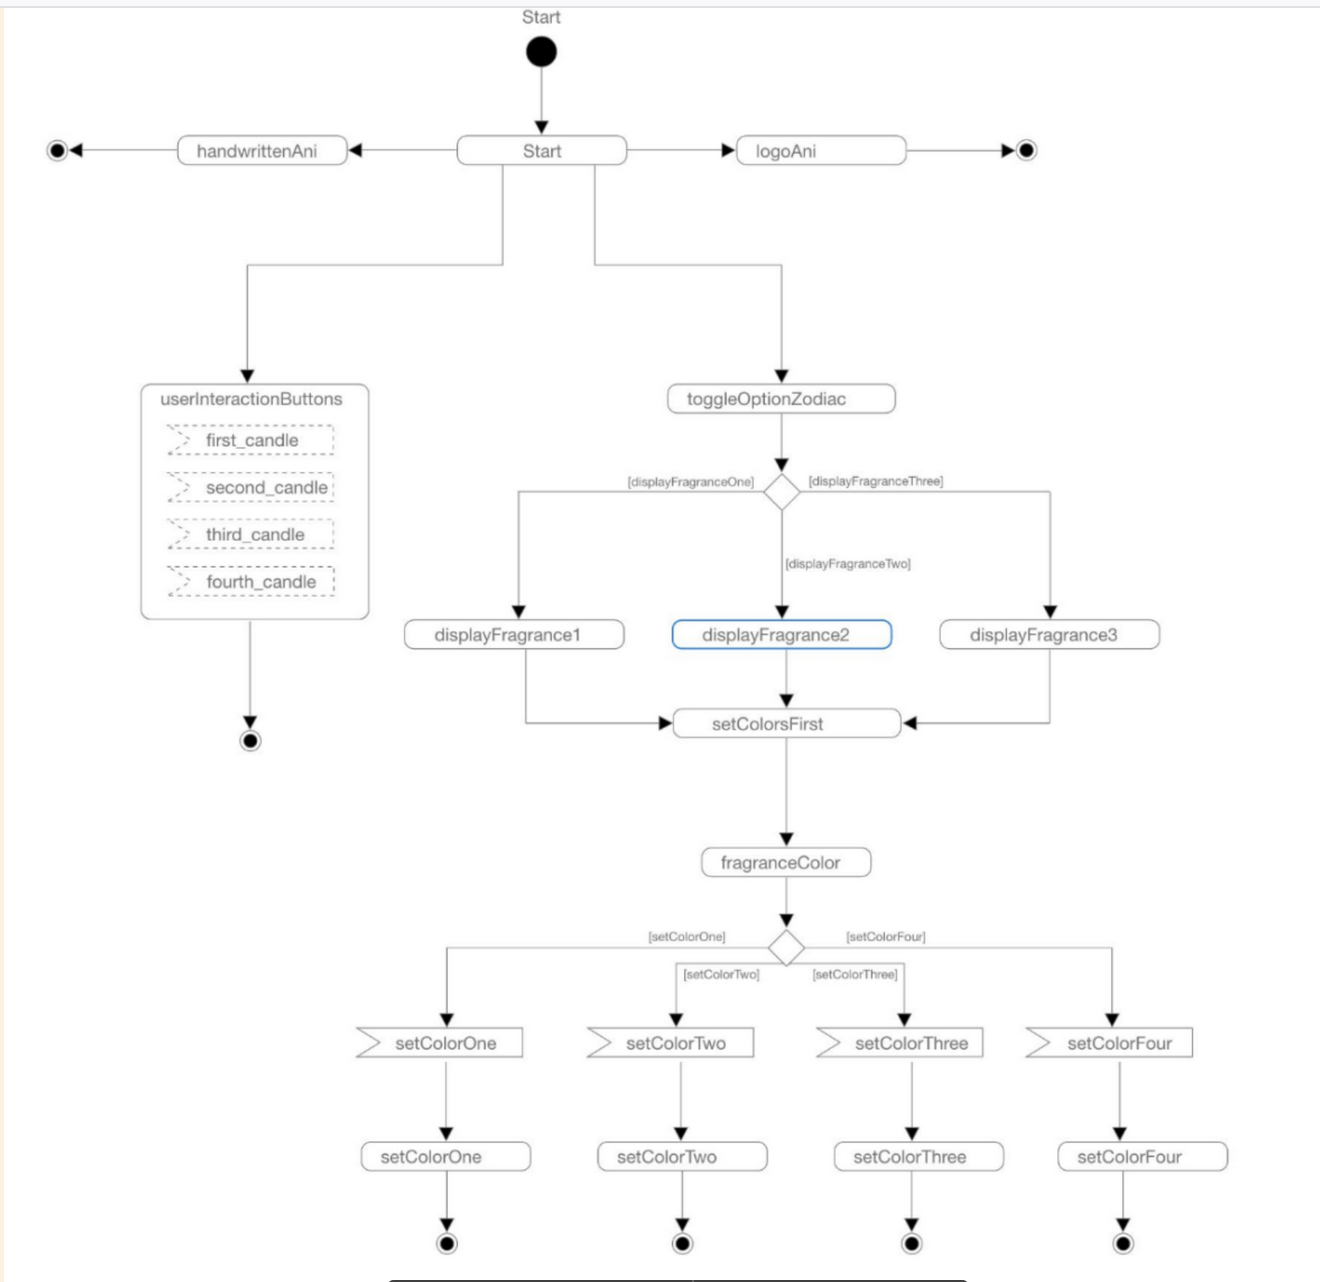 Start
handwrittenAni
Start
logoAni
userInteractionButtons
first_candle
second_candle
third_candle
fourth_candle
toggleOptionZodiac
[displayFragranceOne]
[displayFragranceThree]
[displayFragranceTwo]
displayFragrance1
displayFragrance2
displayFragrance3
setColorsFirst
fragranceColor
[setColorOne]
[setColorFour]
[setColorTwo]
[setColorThree]
setColorOne
setColorTwo
setColorThree
setColorFour
setColorOne
setColorTwo
setColorThree
setColorFour